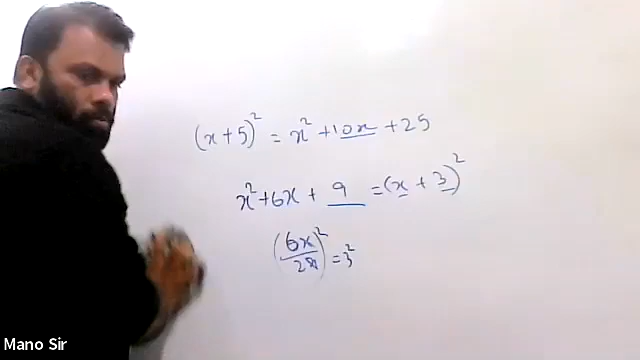 (x+5)² = x² + 10x + 25
x² + 6x + 9 = (x + 3)²
(6x/2x)² = 3²
Mano Sir